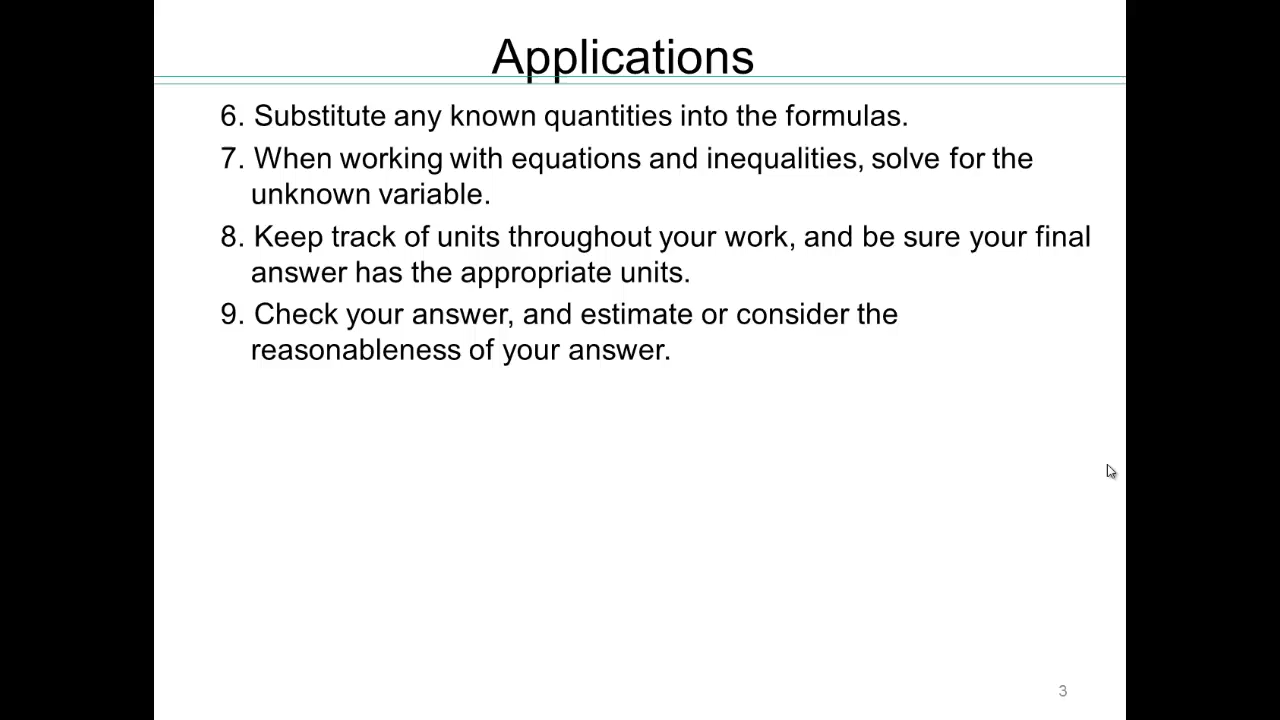 Applications
6. Substitute any known quantities into the formulas.
7. When working with equations and inequalities, solve for the
unknown variable.
8. Keep track of units throughout your work, and be sure your final
answer has the appropriate units.
9. Check your answer, and estimate or consider the
reasonableness of your answer.
3